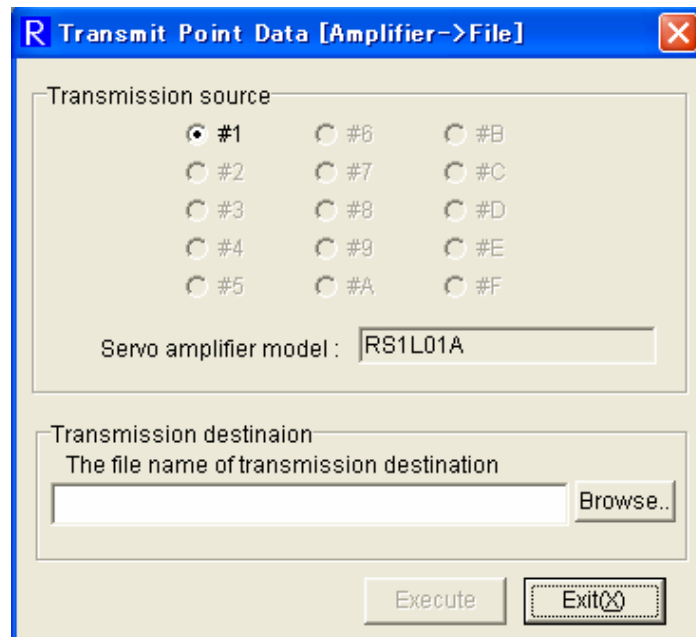 R Transmit Point Data [Amplifier->File]
Transmission source
#1 #6 #B
#2 #7 #C
#3 #8 #D
#4 #9 #E
#5 #A #F
Servo amplifier model : RS1L01A
Transmission destinaion
The file name of transmission destination
Browse..
Execute Exit(X)